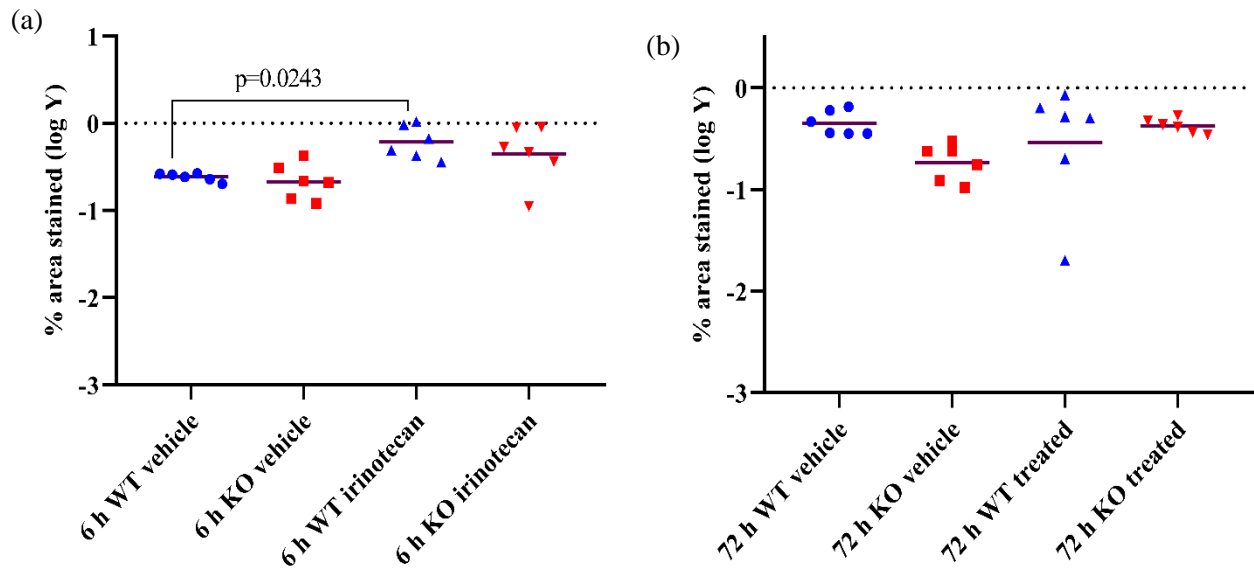 (a)
% area stained (log Y)
1
0
-1
-2
-3
p=0.0243
6 h WT vehicle
6 h KO vehicle
6 h WT irinotecan
6 h KO irinotecan
(b)
% area stained (log Y)
0
-1
-2
-3
72 h WT vehicle
72 h KO vehicle
72 h WT treated
72 h KO treated